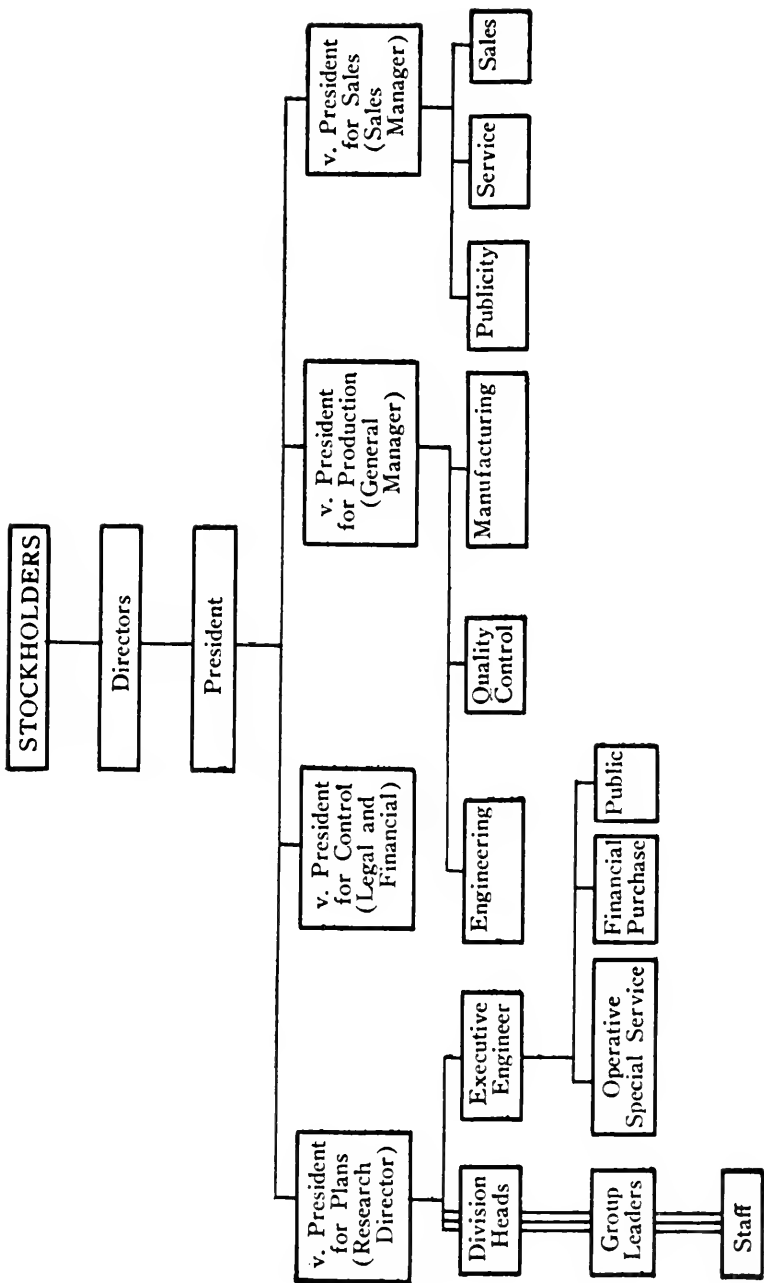 STOCKHOLDERS
Directors
President
v. President
for Plans
(Research
Director)
v. President
for Control
(Legal and
Financial)
v. President
for Production
(General
Manager)
v. President
for Sales
(Sales
Manager)
Division
Heads
Executive
Engineer
Engineering
Quality
Control
Manufacturing
Publicity
Service
Sales
Group
Leaders
Operative
Special Service
Financial
Purchase
Public
Staff